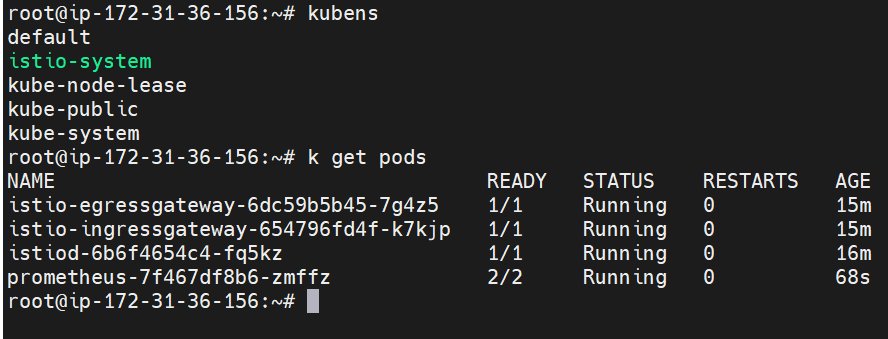 root@ip-172-31-36-156:~# kubens
default
istio-system
kube-node-lease
kube-public
kube-system
root@ip-172-31-36-156:~# k get pods
NAME                                    READY   STATUS    RESTARTS   AGE
istio-egressgateway-6dc59b5b45-7g4z5    1/1     Running   0          15m
istio-ingressgateway-654796fd4f-k7kjp   1/1     Running   0          15m
istiod-6b6f4654c4-fq5kz                 1/1     Running   0          16m
prometheus-7f467df8b6-zmffz             2/2     Running   0          68s
root@ip-172-31-36-156:~#